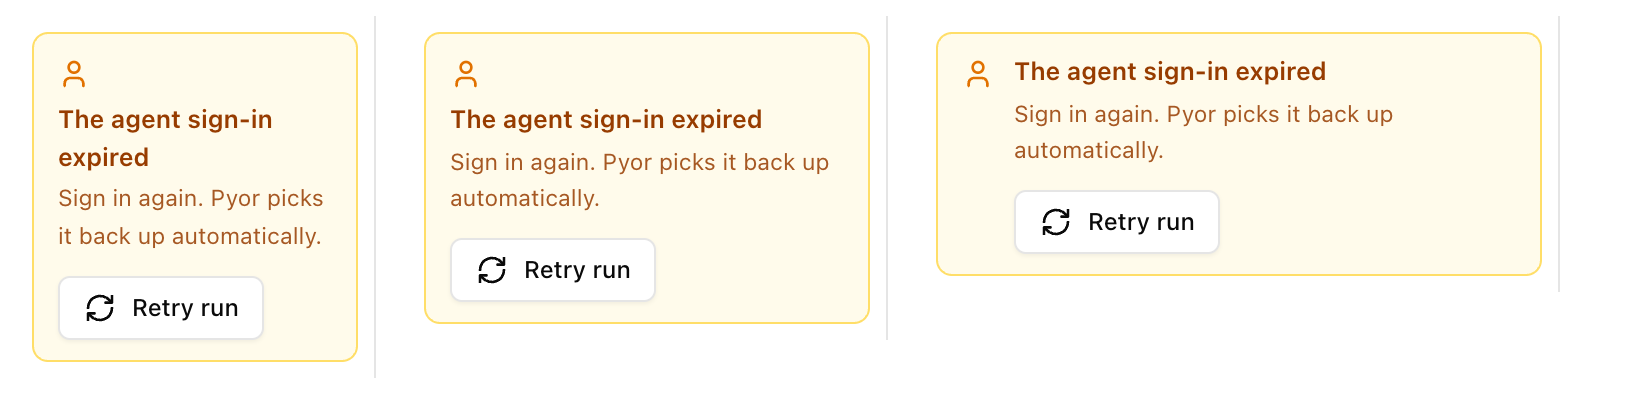 The agent sign-in
expired
Sign in again. Pyor picks
it back up automatically.
Retry run
The agent sign-in expired
Sign in again. Pyor picks it back up
automatically.
Retry run
The agent sign-in expired
Sign in again. Pyor picks it back up
automatically.
Retry run